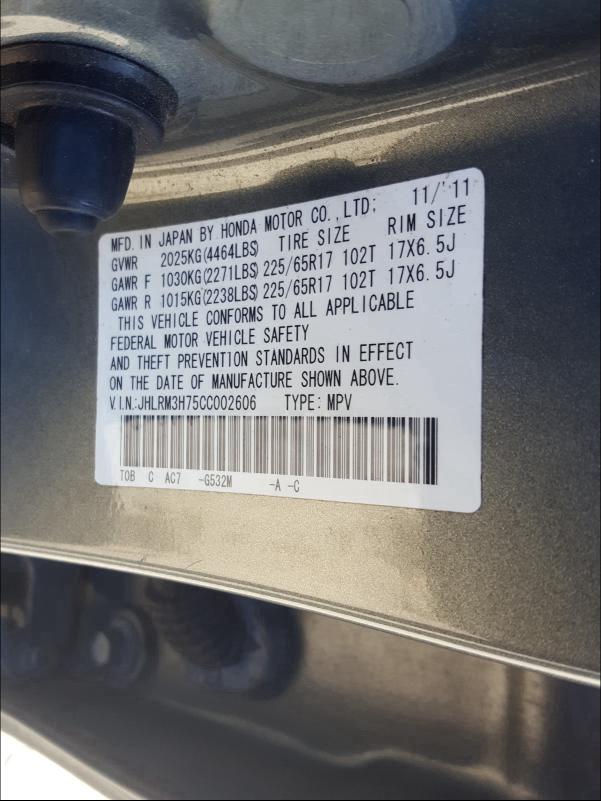 MFD. IN JAPAN BY HONDA MOTOR CO.,LTD; 11/'11
GVWR 2025KG(4464LBS) TIRE SIZE RIM SIZE
GAWR F 1030KG(2271LBS) 225/65R17 102T 17X6.5J
GAWR R 1015KG(2238LBS) 225/65R17 102T 17X6.5J
THIS VEHICLE CONFORMS TO ALL APPLICABLE
FEDERAL MOTOR VEHICLE SAFETY
AND THEFT PREVENTION STANDARDS IN EFFECT
ON THE DATE OF MANUFACTURE SHOWN ABOVE.
V.I.N:JHLRM3H75CC002606 TYPE: MPV
TOB C AC7 -G532M -A -C